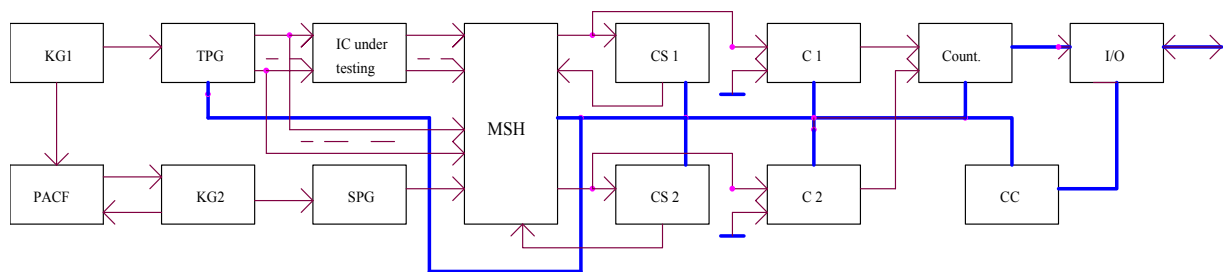 KG1
TPG
IC under
testing
MSH
CS 1
C 1
Count.
I/O
PACF
KG2
SPG
CS 2
C 2
CC